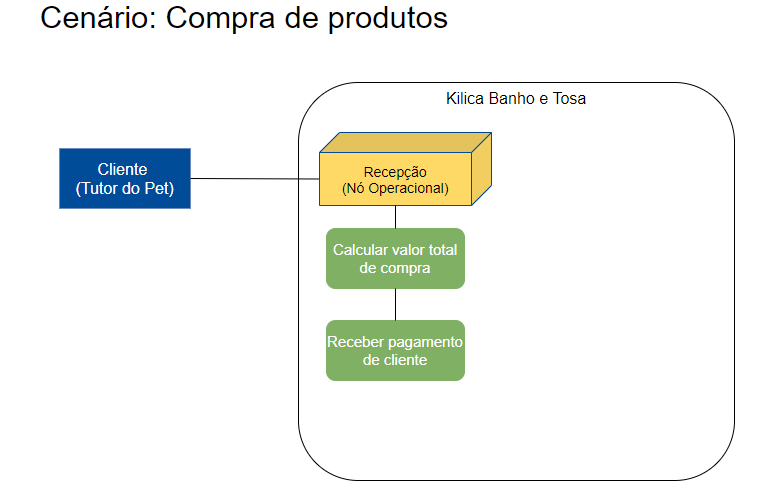 Cenário: Compra de produtos
Kilica Banho e Tosa
Cliente
(Tutor do Pet)
Recepção
(Nó Operacional)
Calcular valor total
de compra
Receber pagamento
de cliente